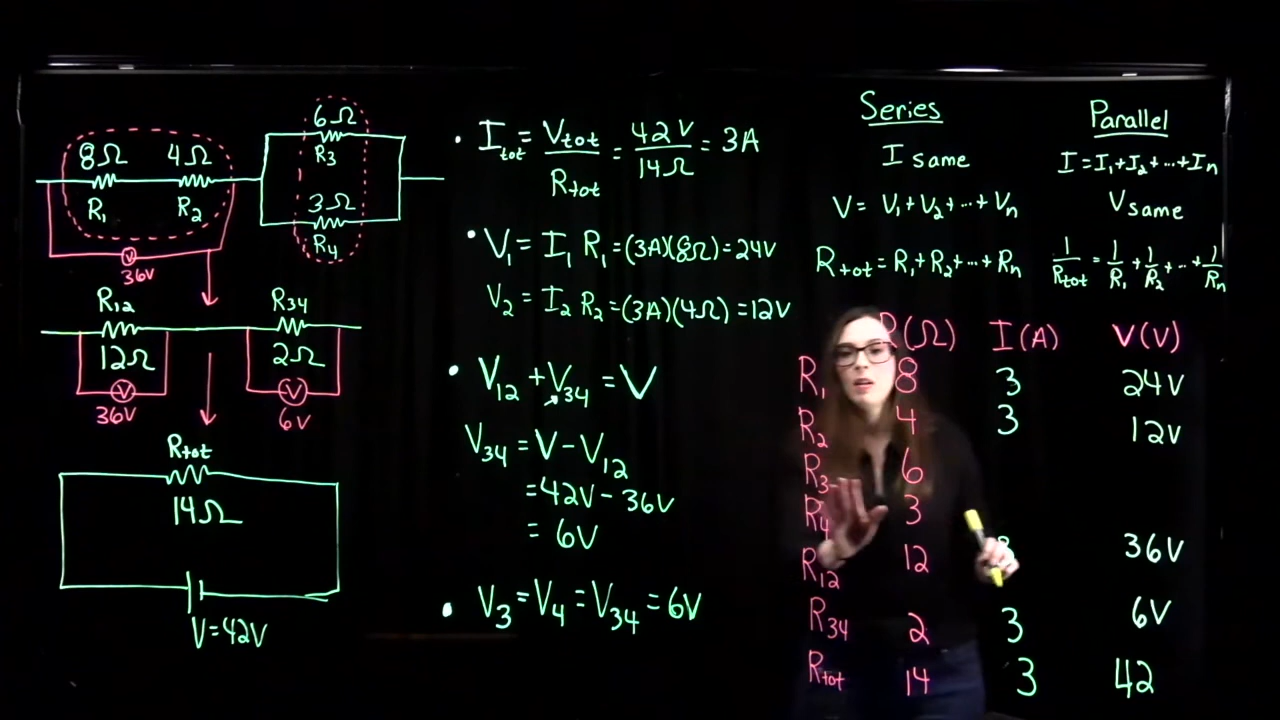 6Ω
R3
8Ω 4Ω
R1 R2
3Ω
R4
V
36V
R12 R34
12Ω 2Ω
V V
36V 6V
Rtot
14Ω
V=42V
• Itot = Vtot/Rtot = 42V/14Ω = 3A
• V1 = I1 R1 = (3A)(8Ω) = 24V
V2 = I2 R2 = (3A)(4Ω) = 12V
• V12 + V34 = V
V34 = V - V12
= 42V - 36V
= 6V
• V3 = V4 = V34 = 6V
Series
I same
V = V1 + V2 + ... + Vn
Rtot = R1 + R2 + ... + Rn
Parallel
I = I1 + I2 + ... + In
V same
1/Rtot = 1/R1 + 1/R2 + ... + 1/Rn
R(Ω) I(A) V(V)
R1 8 3 24V
R2 4 3 12V
R3 6
R4 3
R12 12 36V
R34 2 3 6V
Rtot 14 3 42